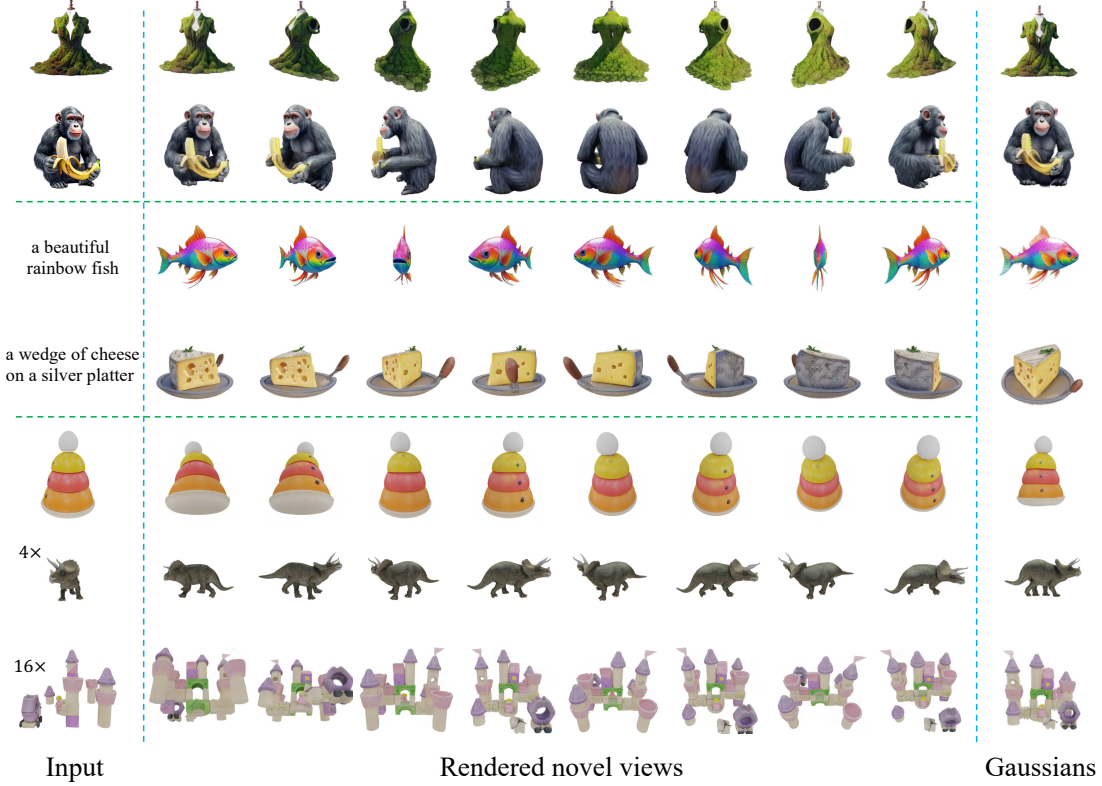 a beautiful
rainbow fish
a wedge of cheese
on a silver platter
4×
16×
Input
Rendered novel views
Gaussians